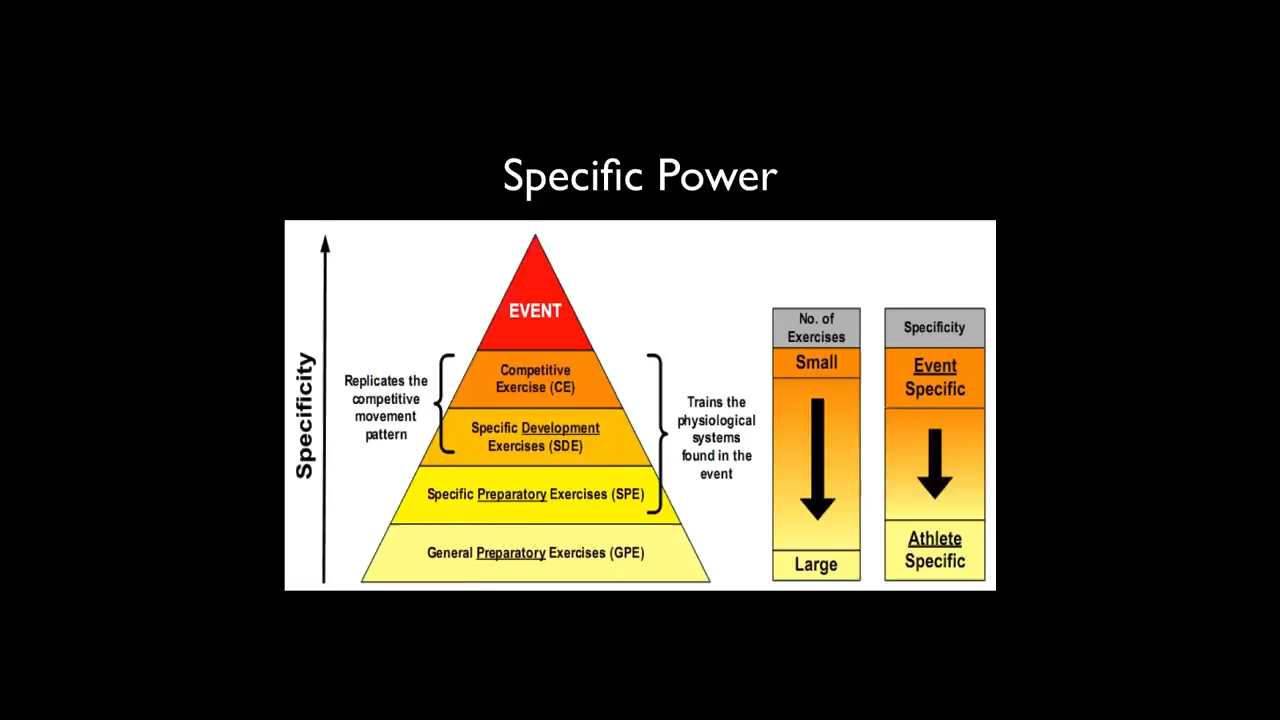 Specific Power
Specificity
EVENT
Competitive
Exercise (CE)
Specific Development
Exercises (SDE)
Specific Preparatory Exercises (SPE)
General Preparatory Exercises (GPE)
Replicates the
competitive
movement
pattern
Trains the
physiological
systems
found in the
event
No. of
Exercises
Small
Large
Specificity
Event
Specific
Athlete
Specific